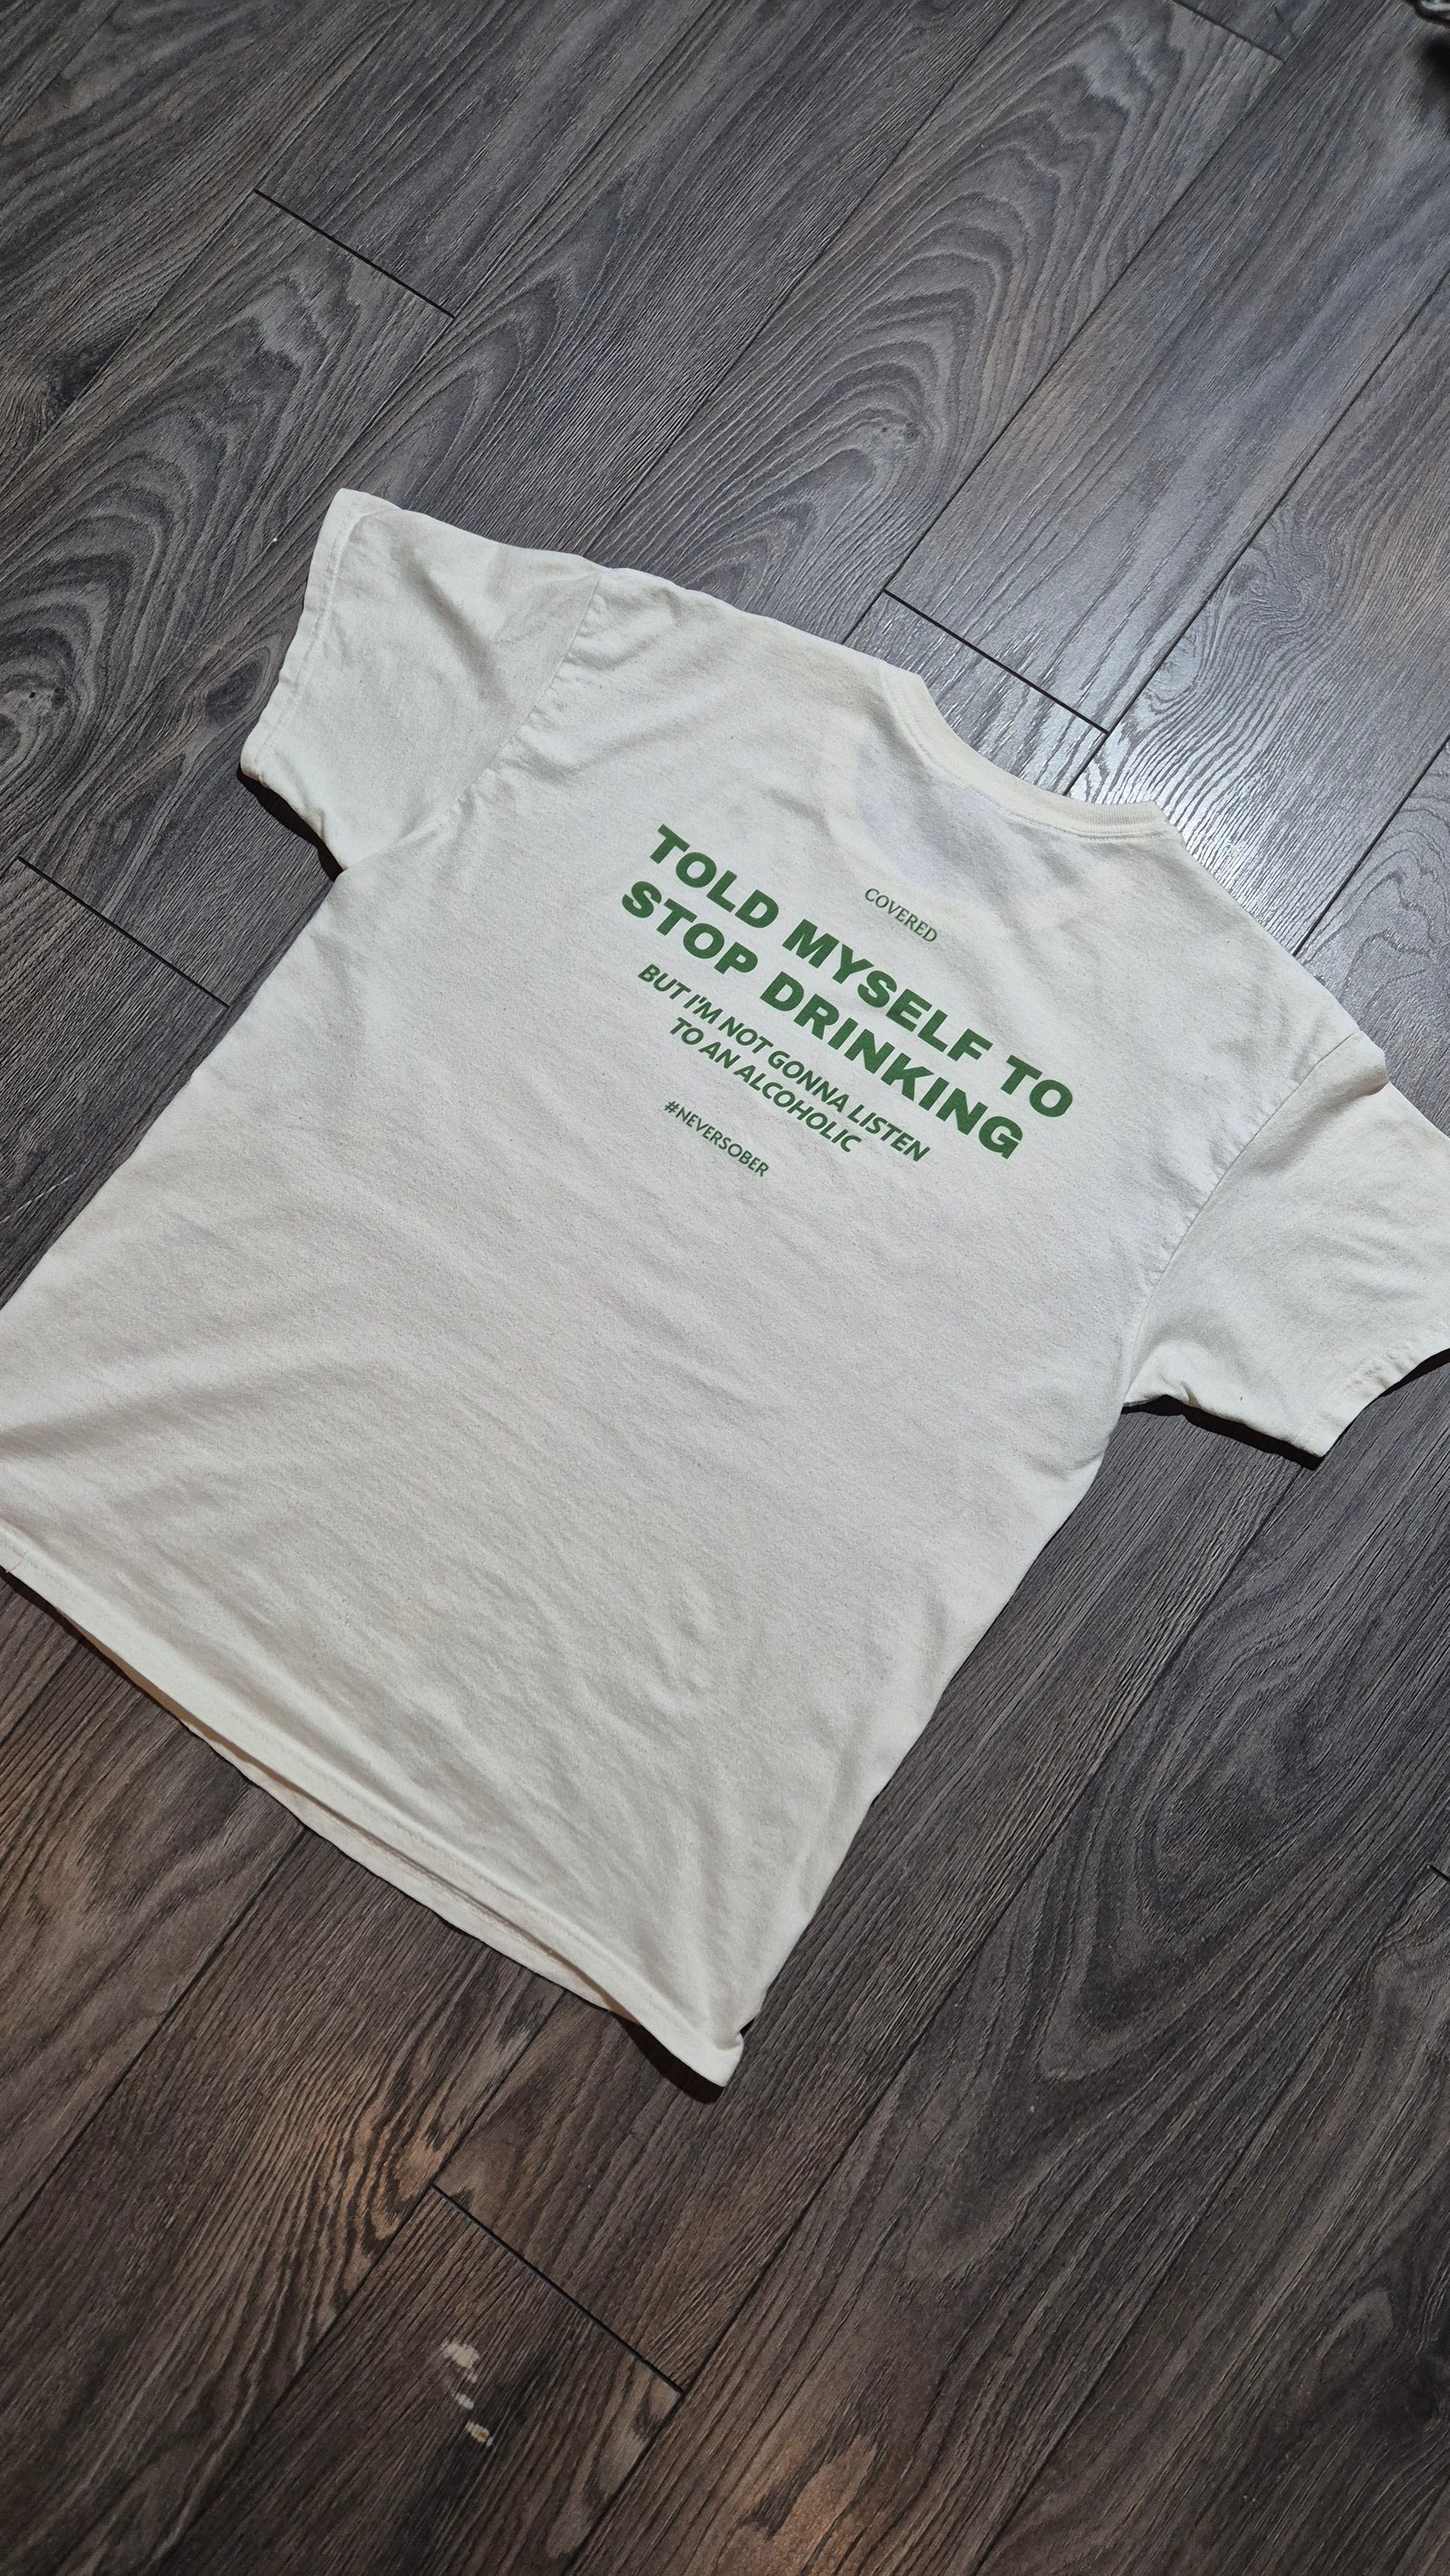 COVERED
TOLD MYSELF TO
STOP DRINKING
BUT I'M NOT GONNA LISTEN
TO AN ALCOHOLIC
#NEVERSOBER